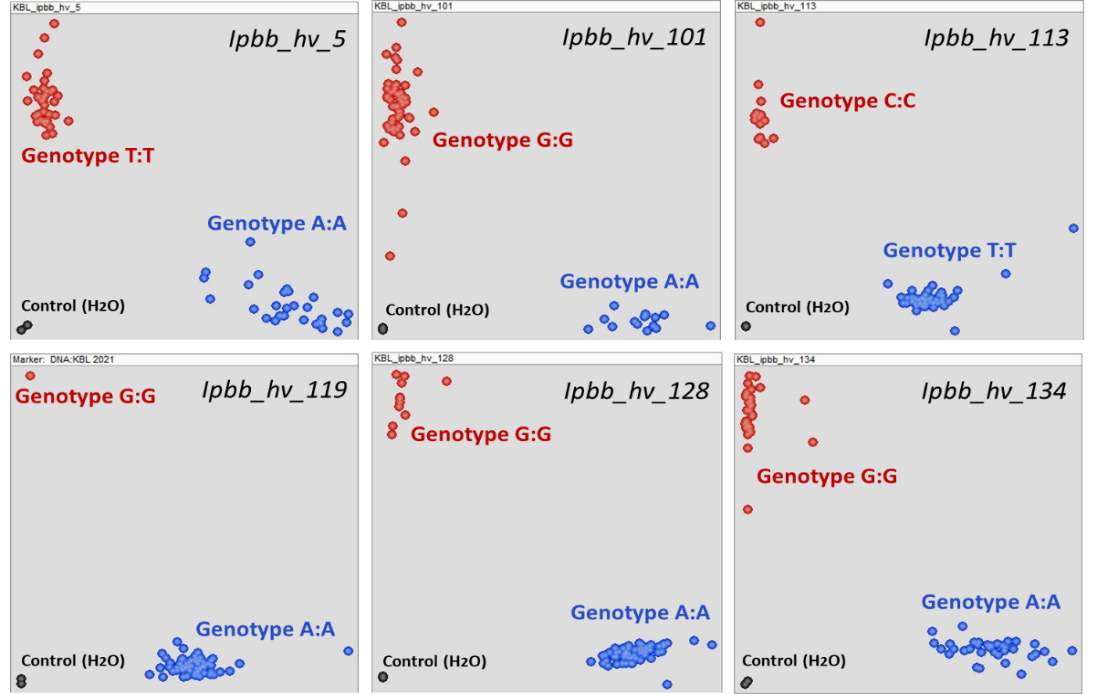 KBL_ipbb_hv_5
Ipbb_hv_5
Genotype T:T
Genotype A:A
Control (H2O)
KBL_ipbb_hv_101
Ipbb_hv_101
Genotype G:G
Genotype A:A
Control (H2O)
KBL_ipbb_hv_113
Ipbb_hv_113
Genotype C:C
Genotype T:T
Control (H2O)
Marker: DNA:KBL 2021
Ipbb_hv_119
Genotype G:G
Genotype A:A
Control (H2O)
KBL_ipbb_hv_128
Ipbb_hv_128
Genotype G:G
Genotype A:A
Control (H2O)
KBL_ipbb_hv_134
Ipbb_hv_134
Genotype G:G
Genotype A:A
Control (H2O)